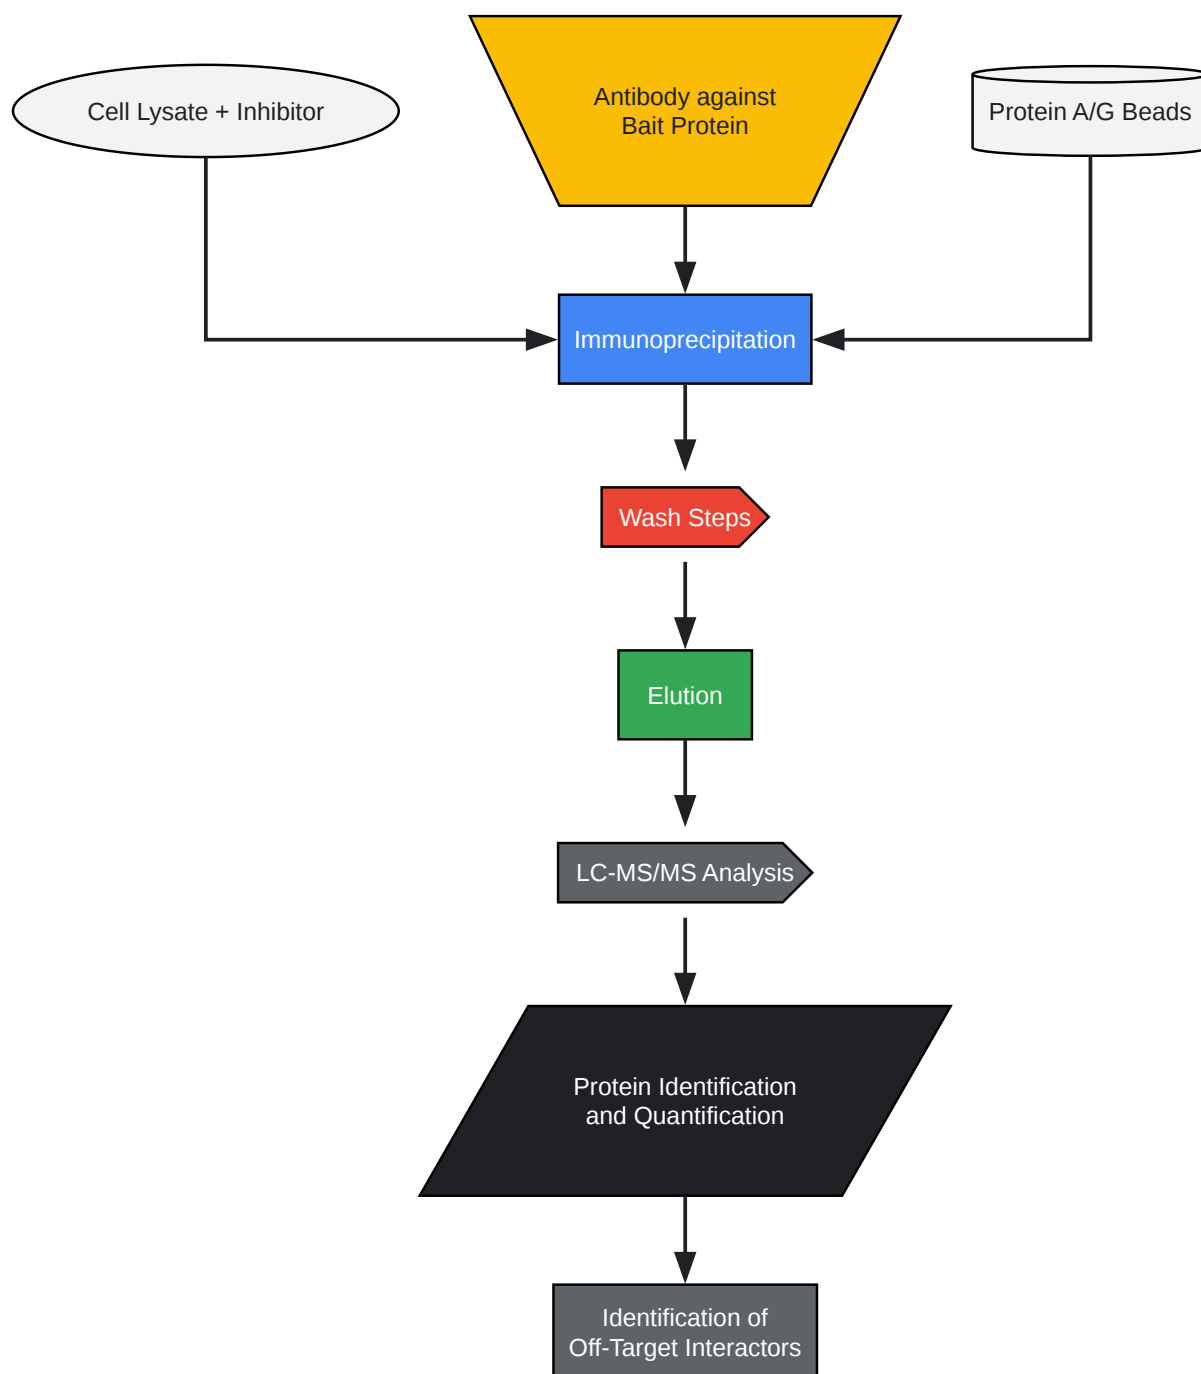 Cell Lysate + Inhibitor
Antibody against
Bait Protein
Protein A/G Beads
Immunoprecipitation
Wash Steps
Elution
LC-MS/MS Analysis
Protein Identification
and Quantification
Identification of
Off-Target Interactors